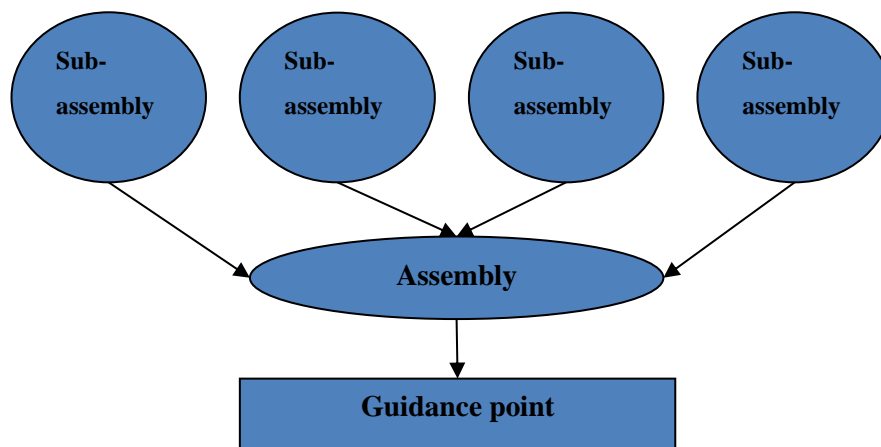 Sub-
assembly
Sub-
assembly
Sub-
assembly
Sub-
assembly
Assembly
Guidance point